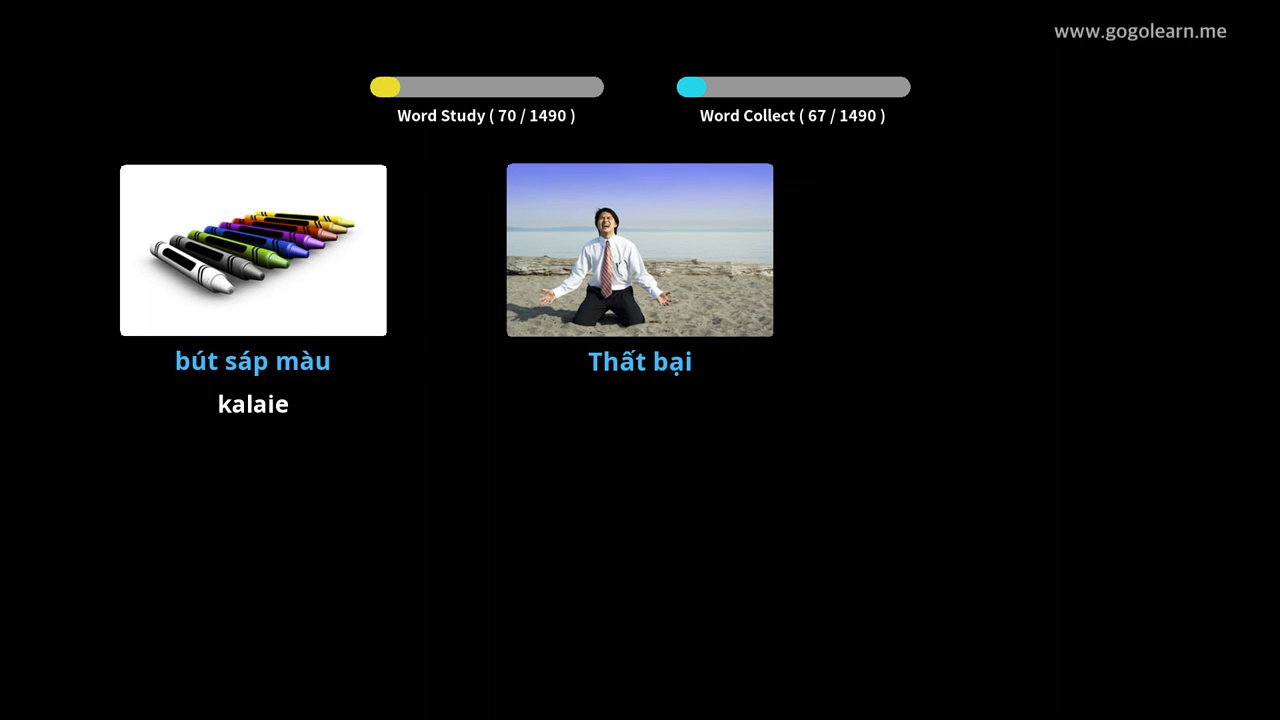 www.gogolearn.me
Word Study ( 70 / 1490 )
Word Collect ( 67 / 1490 )
bút sáp màu
kalaie
Thất bại